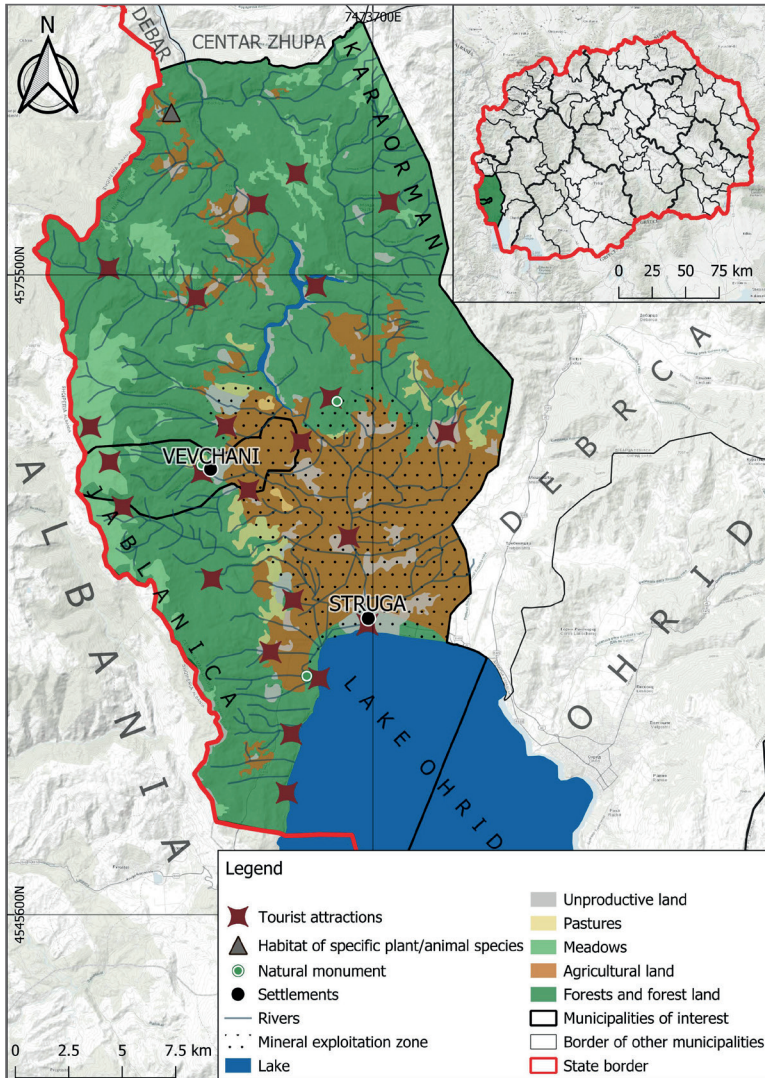 7473700E
N
DEBAR
CENTAR ZHUPA
KARAORMAN
0 25 50 75 km
4575500N
VEVCHANI
JABLANICA
ALBANIA
DEBRCA
OHRID
STRUGA
LAKE OHRID
4545600N
Legend
Tourist attractions
Habitat of specific plant/animal species
Natural monument
Settlements
Rivers
Mineral exploitation zone
Lake
Unproductive land
Pastures
Meadows
Agricultural land
Forests and forest land
Municipalities of interest
Border of other municipalities
State border
0 2.5 5 7.5 km